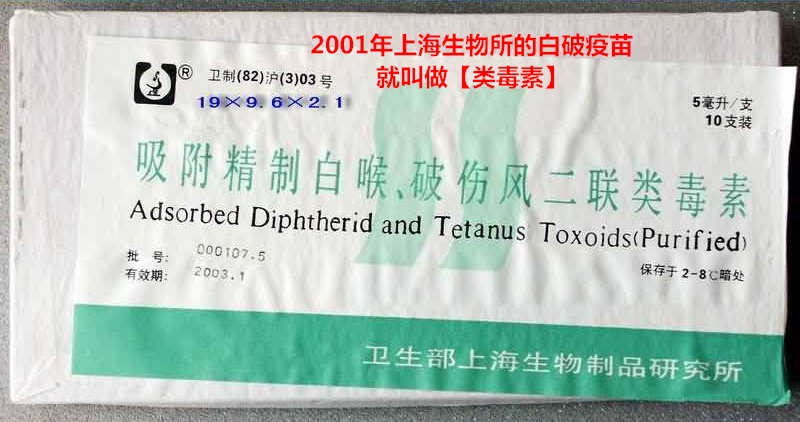 2001年上海生物所的白破疫苗
就叫做【类毒素】
®
卫制(82)沪(3)03号
19×9.6×2.1
5毫升/支
10支装
吸附精制白喉、破伤风二联类毒素
Adsorbed Diphtherid and Tetanus Toxoids(Purified)
批 号: 000107.5
有效期: 2003.1
保存于2-8℃暗处
卫生部上海生物制品研究所